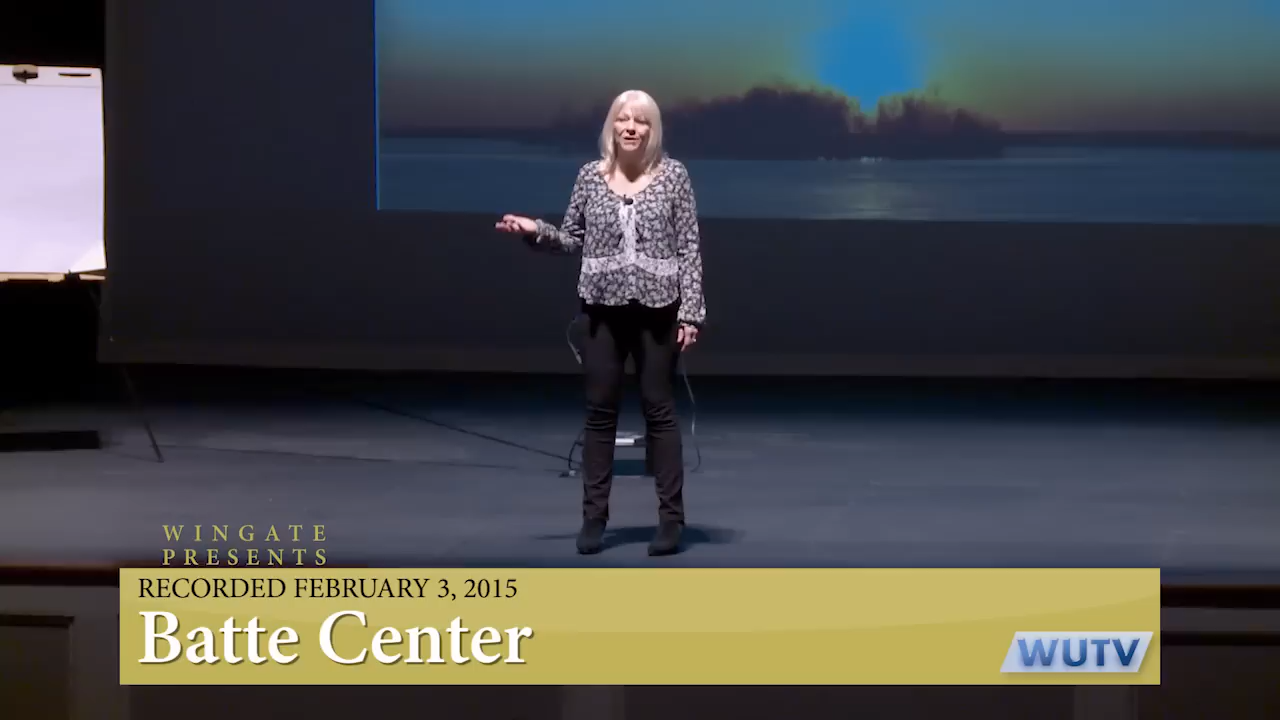 WINGATE
PRESENTS
RECORDED FEBRUARY 3, 2015
Batte Center
WUTV